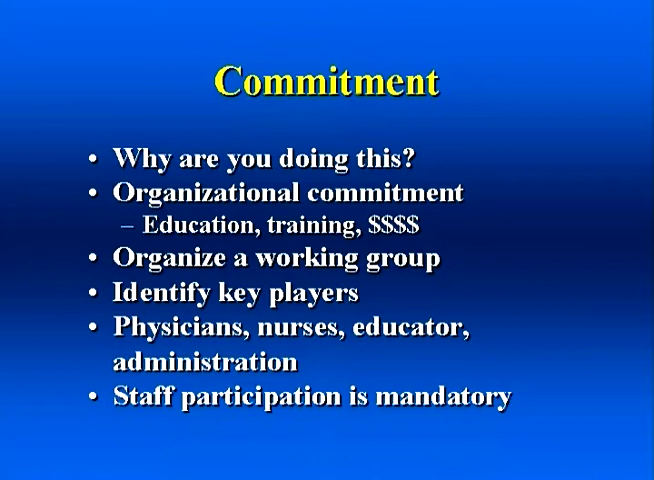 Commitment
• Why are you doing this?
• Organizational commitment
– Education, training, $$$$
• Organize a working group
• Identify key players
• Physicians, nurses, educator,
administration
• Staff participation is mandatory